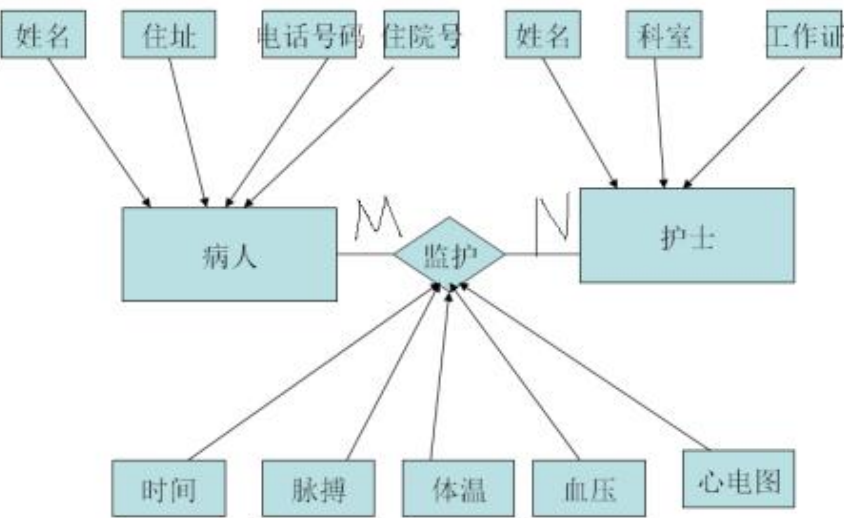 姓名 住址 电话号码 住院号 姓名 科室 工作证
M N
病人 监护 护士
时间 脉搏 体温 血压 心电图